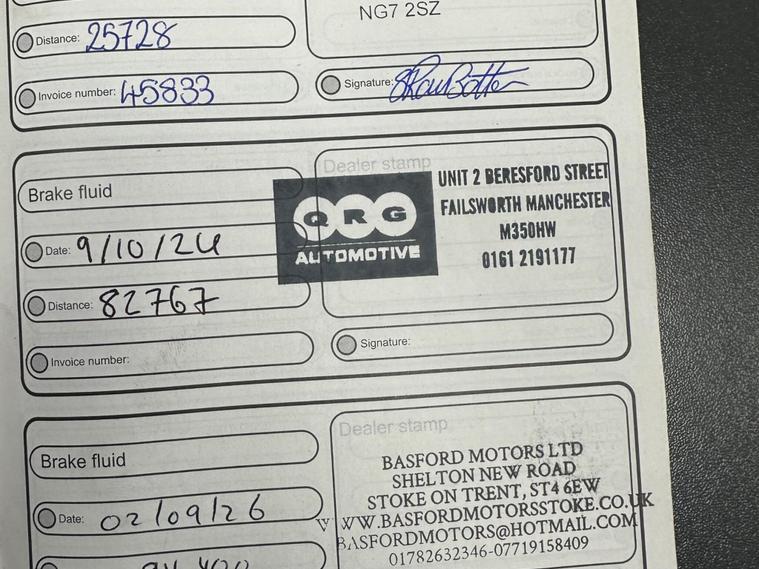 NG7 2SZ
Distance: 25728
Invoice number: 45833
Signature:
Dealer stamp
Brake fluid
Date: 9/10/24
Distance: 82767
Invoice number:
QRG
AUTOMOTIVE
UNIT 2 BERESFORD STREET
FAILSWORTH MANCHESTER
M350HW
0161 2191177
Signature:
Dealer stamp
Brake fluid
Date: 02/09/26
BASFORD MOTORS LTD
SHELTON NEW ROAD
STOKE ON TRENT, ST4 6EW
WWW.BASFORDMOTORSSTOKE.CO.UK
BASFORDMOTORS@HOTMAIL.COM
01782632346-07719158409